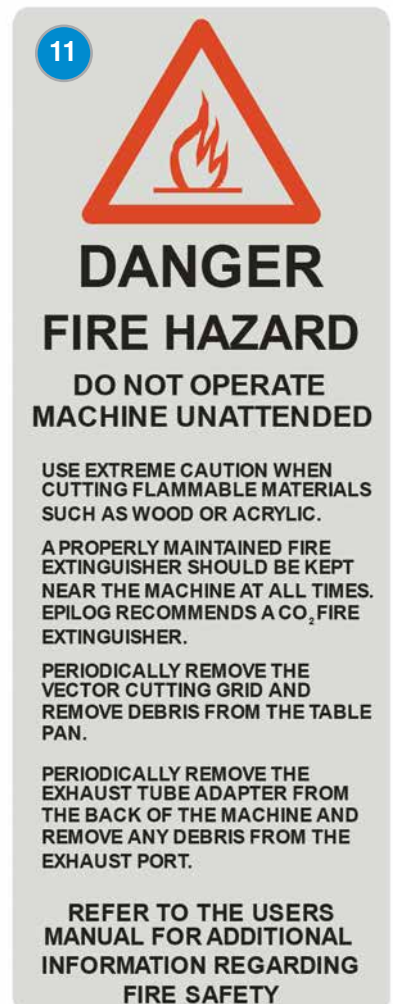 11
DANGER
FIRE HAZARD
DO NOT OPERATE
MACHINE UNATTENDED
USE EXTREME CAUTION WHEN
CUTTING FLAMMABLE MATERIALS
SUCH AS WOOD OR ACRYLIC.
A PROPERLY MAINTAINED FIRE
EXTINGUISHER SHOULD BE KEPT
NEAR THE MACHINE AT ALL TIMES.
EPILOG RECOMMENDS A CO₂ FIRE
EXTINGUISHER.
PERIODICALLY REMOVE THE
VECTOR CUTTING GRID AND
REMOVE DEBRIS FROM THE TABLE
PAN.
PERIODICALLY REMOVE THE
EXHAUST TUBE ADAPTER FROM
THE BACK OF THE MACHINE AND
REMOVE ANY DEBRIS FROM THE
EXHAUST PORT.
REFER TO THE USERS
MANUAL FOR ADDITIONAL
INFORMATION REGARDING
FIRE SAFETY